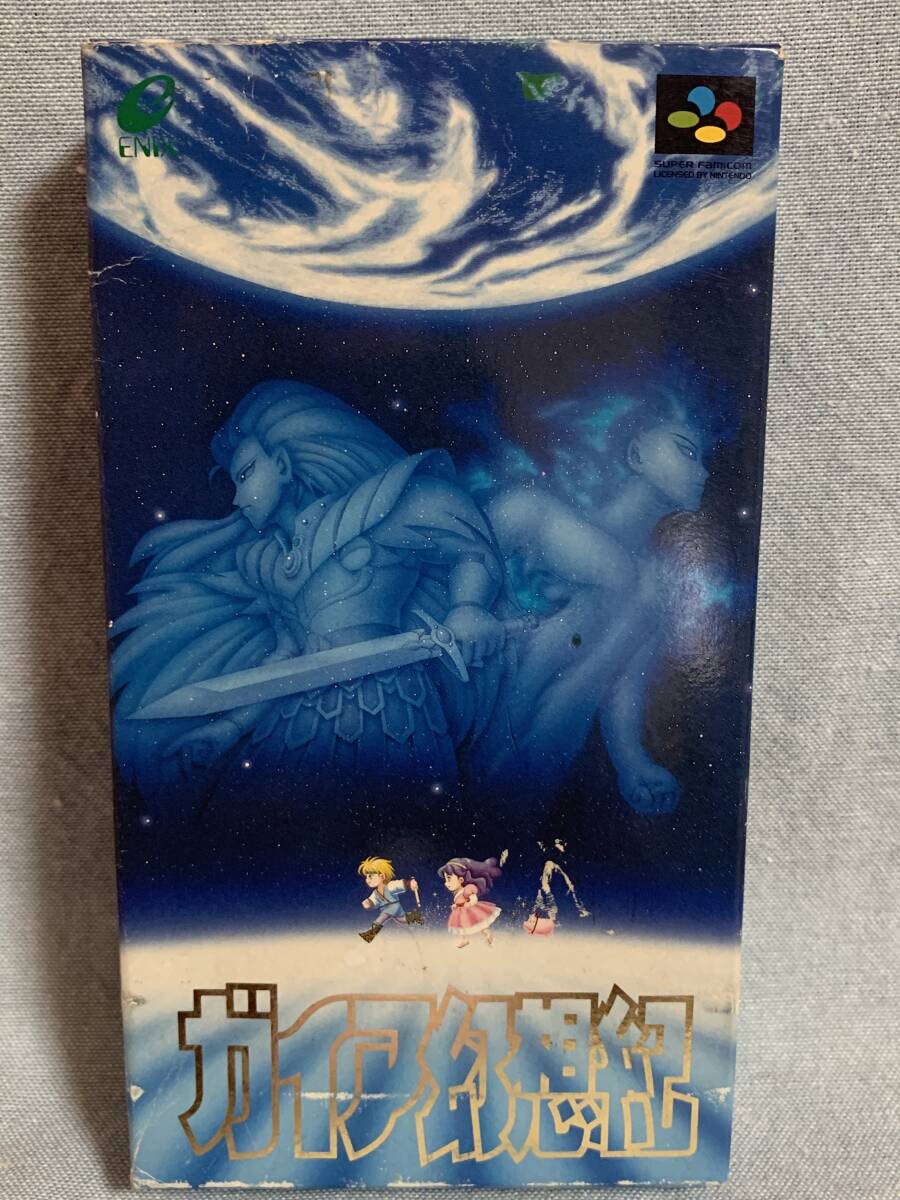 ENIX
SUPER FAMICOM
LICENSED BY NINTENDO
ガイア幻想紀